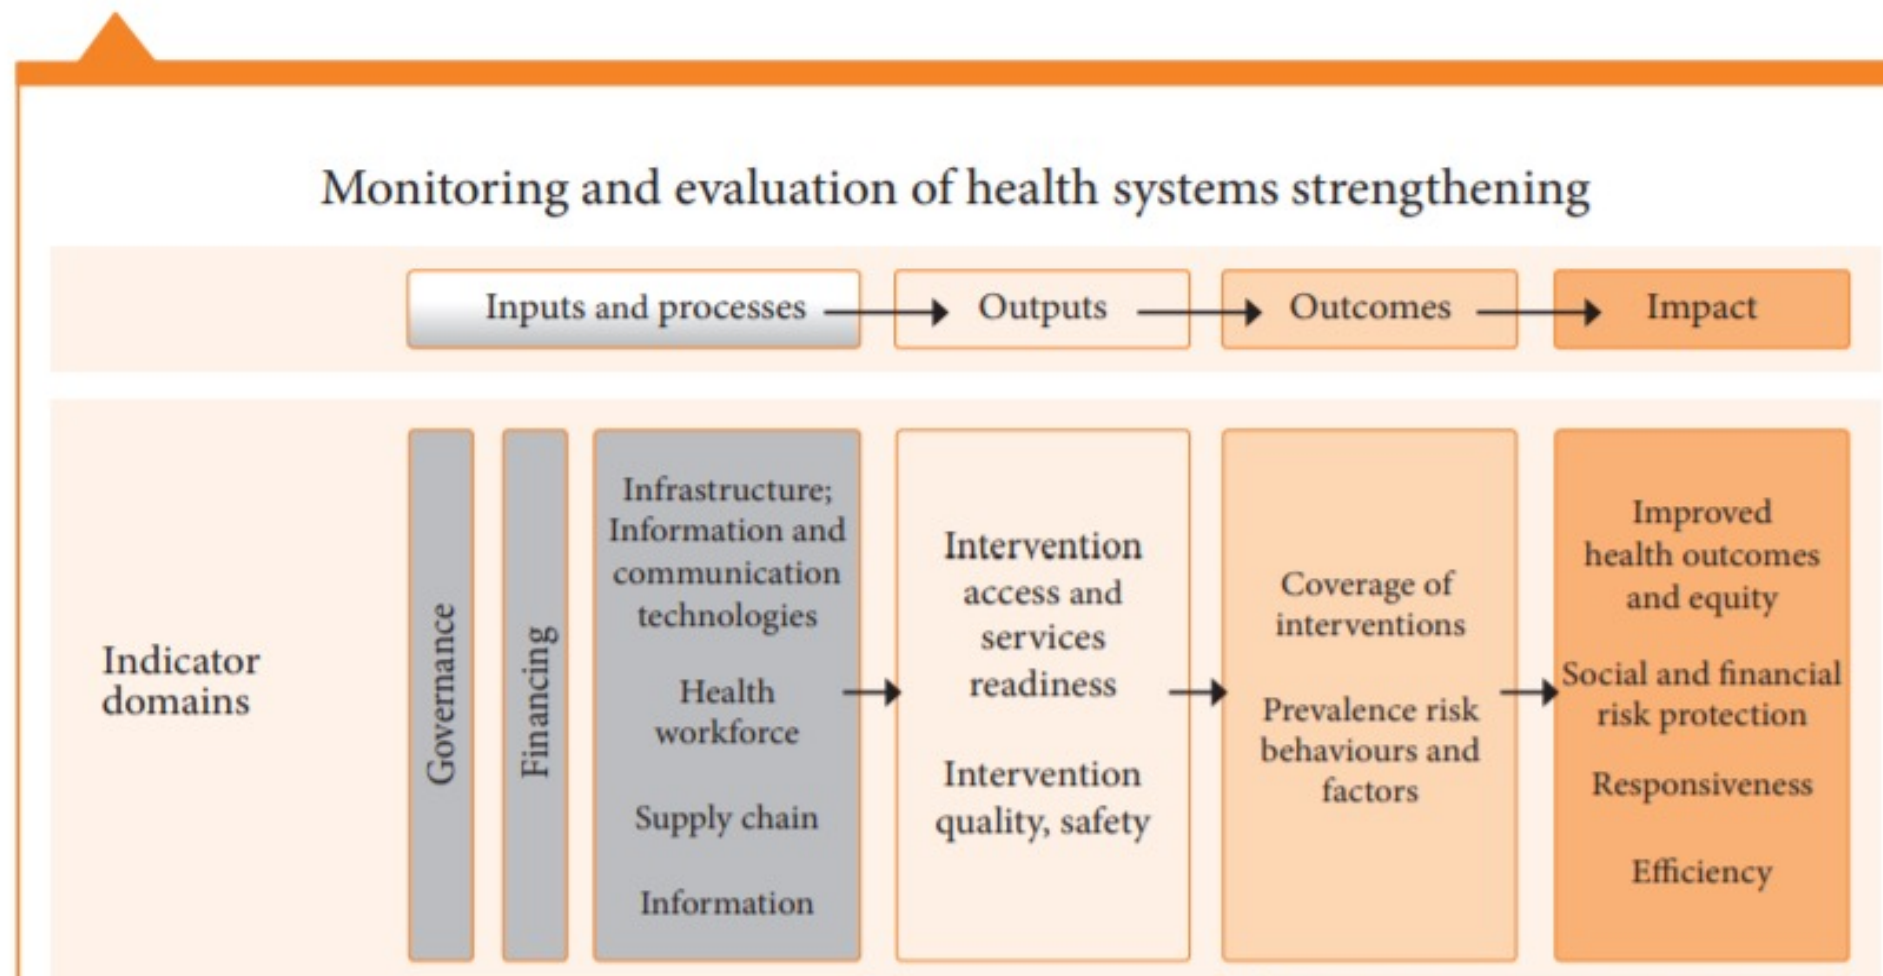 Monitoring and evaluation of health systems strengthening
Inputs and processes
Outputs
Outcomes
Impact
Indicator
domains
Governance
Financing
Infrastructure;
Information and
communication
technologies
Health
workforce
Supply chain
Information
Intervention
access and
services
readiness
Intervention
quality, safety
Coverage of
interventions
Prevalence risk
behaviours and
factors
Improved
health outcomes
and equity
Social and financial
risk protection
Responsiveness
Efficiency